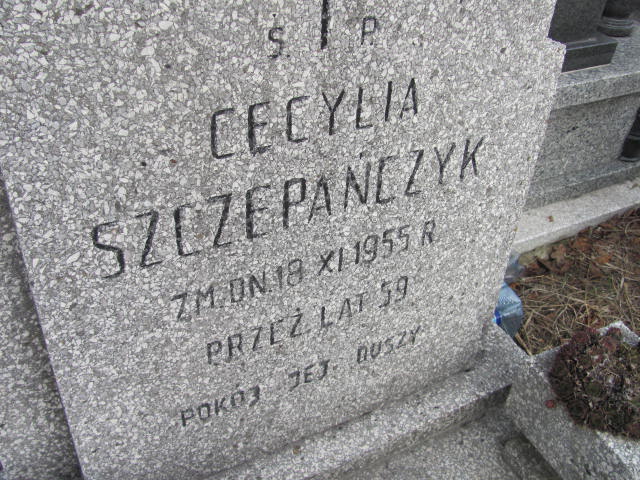 Ś. P.
CECYLIA
SZCZEPAŃCZYK
ZM. DN. 18 XI. 1955 R
PRZEŻ. LAT 59
POKÓJ JEJ. DUSZY